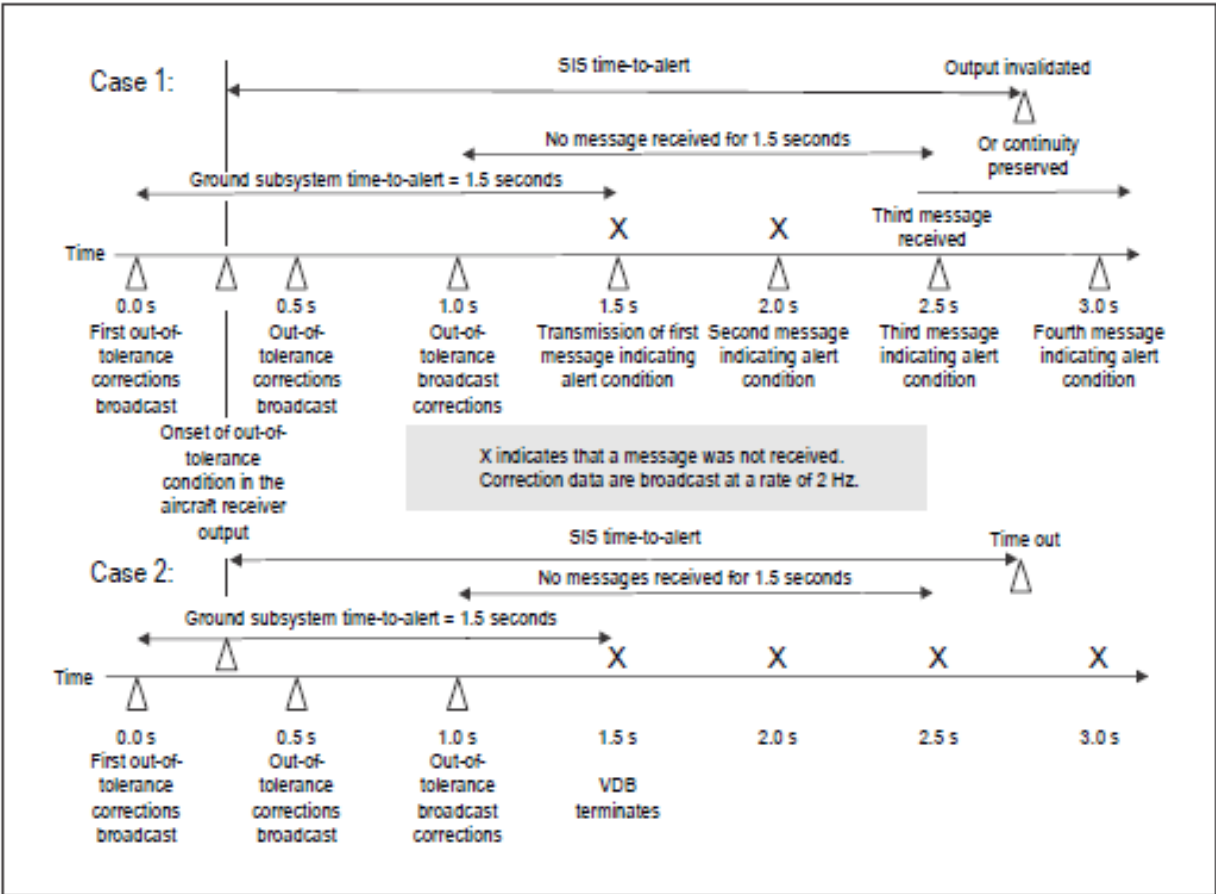 Case 1:
SIS time-to-alert
Output invalidated
No message received for 1.5 seconds
Or continuity
preserved
Ground subsystem time-to-alert = 1.5 seconds
X
X
Third message
received
Time
0.0 s
First out-of-
tolerance
corrections
broadcast
Onset of out-of-
tolerance
condition in the
aircraft receiver
output
0.5 s
Out-of-
tolerance
corrections
broadcast
1.0 s
Out-of-
tolerance
broadcast
corrections
1.5 s
Transmission of first
message indicating
alert condition
2.0 s
Second message
indicating alert
condition
2.5 s
Third message
indicating alert
condition
3.0 s
Fourth message
indicating alert
condition
X indicates that a message was not received.
Correction data are broadcast at a rate of 2 Hz.
Case 2:
SIS time-to-alert
Time out
No messages received for 1.5 seconds
Ground subsystem time-to-alert = 1.5 seconds
X
X
X
X
Time
0.0 s
First out-of-
tolerance
corrections
broadcast
0.5 s
Out-of-
tolerance
corrections
broadcast
1.0 s
Out-of-
tolerance
broadcast
corrections
1.5 s
VDB
terminates
2.0 s
2.5 s
3.0 s